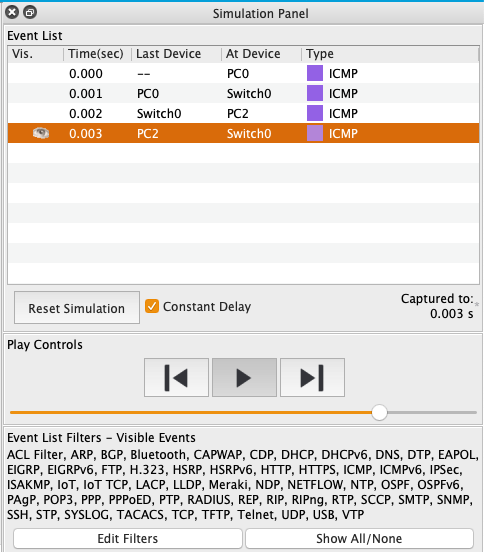 Simulation Panel
Event List
Vis. Time(sec) Last Device At Device Type
0.000 -- PC0 ICMP
0.001 PC0 Switch0 ICMP
0.002 Switch0 PC2 ICMP
0.003 PC2 Switch0 ICMP
Reset Simulation Constant Delay Captured to:*
0.003 s
Play Controls
Event List Filters - Visible Events
ACL Filter, ARP, BGP, Bluetooth, CAPWAP, CDP, DHCP, DHCPv6, DNS, DTP, EAPOL,
EIGRP, EIGRPv6, FTP, H.323, HSRP, HSRPv6, HTTP, HTTPS, ICMP, ICMPv6, IPSec,
ISAKMP, IoT, IoT TCP, LACP, LLDP, Meraki, NDP, NETFLOW, NTP, OSPF, OSPFv6,
PAgP, POP3, PPP, PPPoED, PTP, RADIUS, REP, RIP, RIPng, RTP, SCCP, SMTP, SNMP,
SSH, STP, SYSLOG, TACACS, TCP, TFTP, Telnet, UDP, USB, VTP
Edit Filters Show All/None